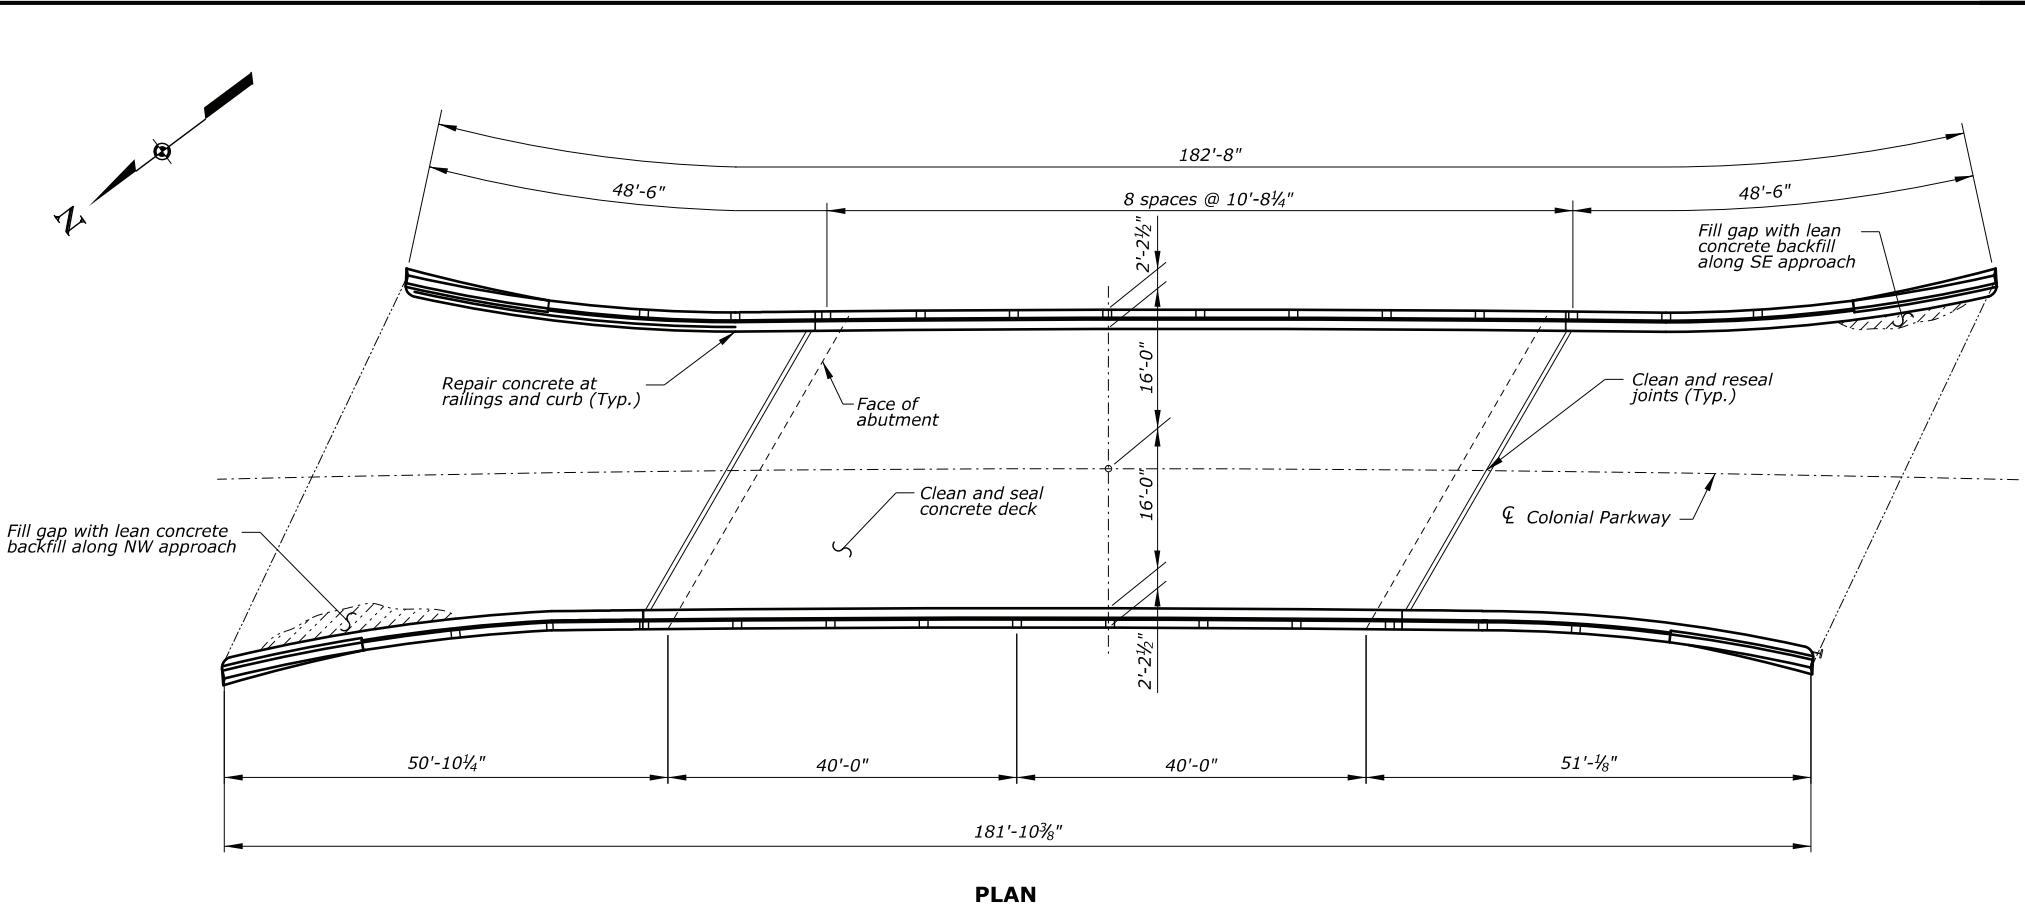 182'-8"
48'-6"
8 spaces @ 10'-8¼"
48'-6"
2'-2½"
Fill gap with lean
concrete backfill
along SE approach
N
16'-0"
Repair concrete at
railings and curb (Typ.)
Face of
abutment
Clean and reseal
joints (Typ.)
Clean and seal
concrete deck
16'-0"
℄ Colonial Parkway
Fill gap with lean concrete
backfill along NW approach
2'-2½"
50'-10¼"
40'-0"
40'-0"
51'-⅛"
181'-10⅜"
PLAN